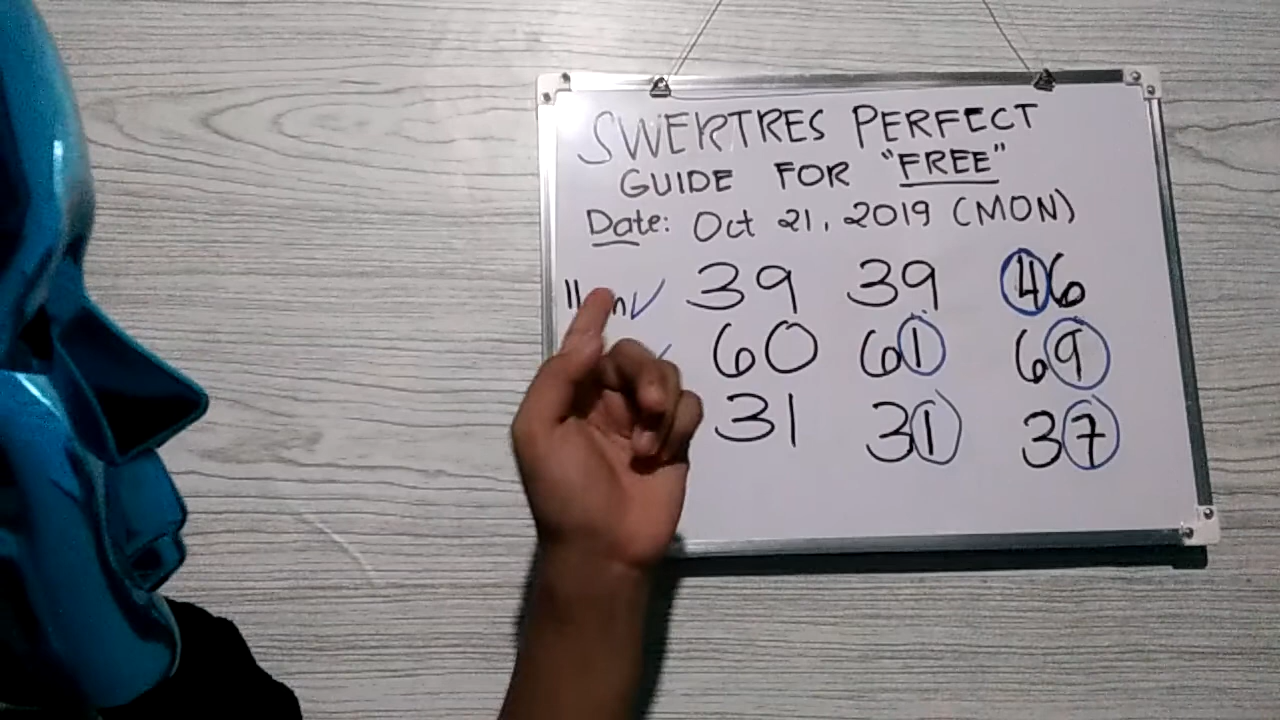 SWERTRES PERFECT
GUIDE FOR "FREE"
Date: Oct 21, 2019 (MON)
39 39 46
60 61 69
31 31 37